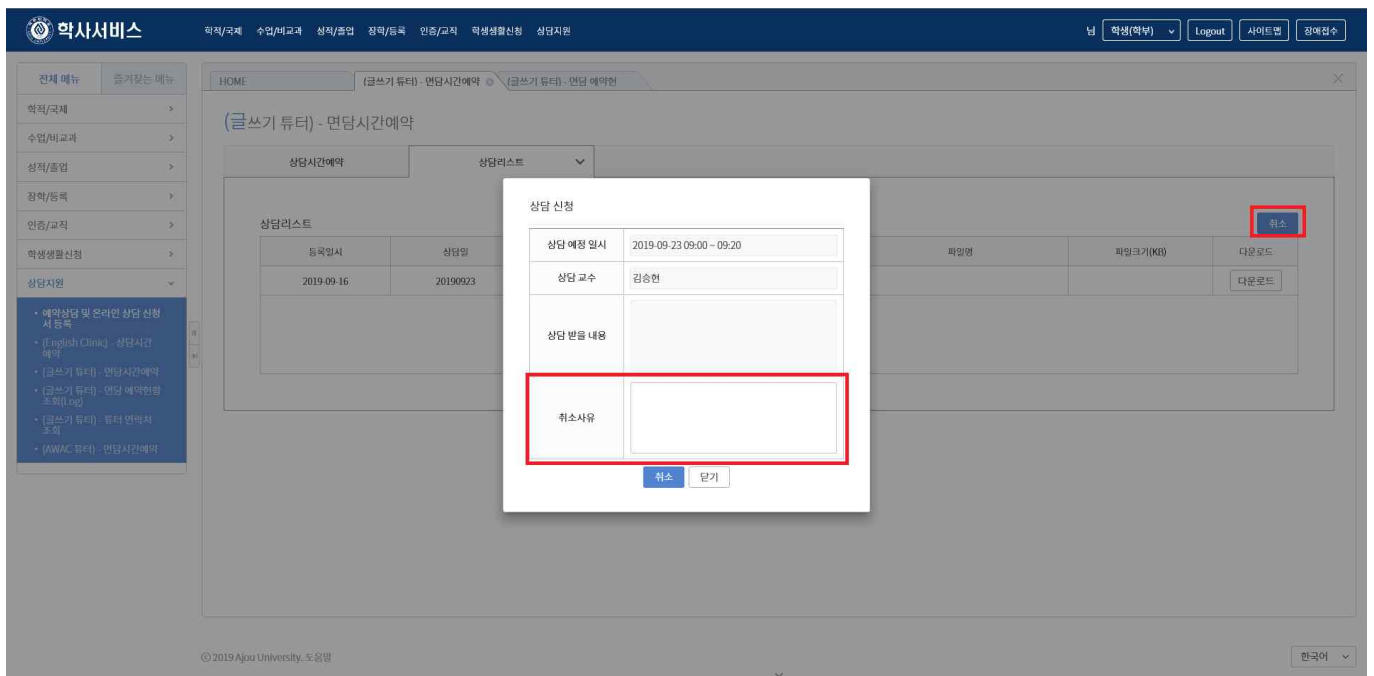 학사서비스
학적/국제 수업/비교과 성적/졸업 장학/등록 인증/교직 학생생활신청 상담지원
님 학생(학부) Logout 사이트맵 장애접수
전체 메뉴 즐겨찾는 메뉴
HOME (글쓰기 튜터) - 면담시간예약 (글쓰기 튜터) - 면담 예약현
학적/국제
수업/비교과
성적/졸업
장학/등록
인증/교직
학생생활신청
상담지원
예약상담 및 온라인 상담 신청
서 등록
(English Clinic) - 상담시간
예약
(글쓰기 튜터) - 면담시간예약
(글쓰기 튜터) - 면담 예약현황
조회(Log)
(글쓰기 튜터) - 튜터 연락처
조회
(AWAC 튜터) - 면담시간예약
(글쓰기 튜터) - 면담시간예약
상담시간예약 상담리스트
상담리스트 취소
등록일시 상담일 파일명 파일크기(KB) 다운로드
2019-09-16 20190923 다운로드
상담 신청
상담 예정 일시 2019-09-23 09:00 ~ 09:20
상담 교수 김승현
상담 받을 내용
취소사유
취소 닫기
ⓒ 2019 Ajou University. 도움말
한국어